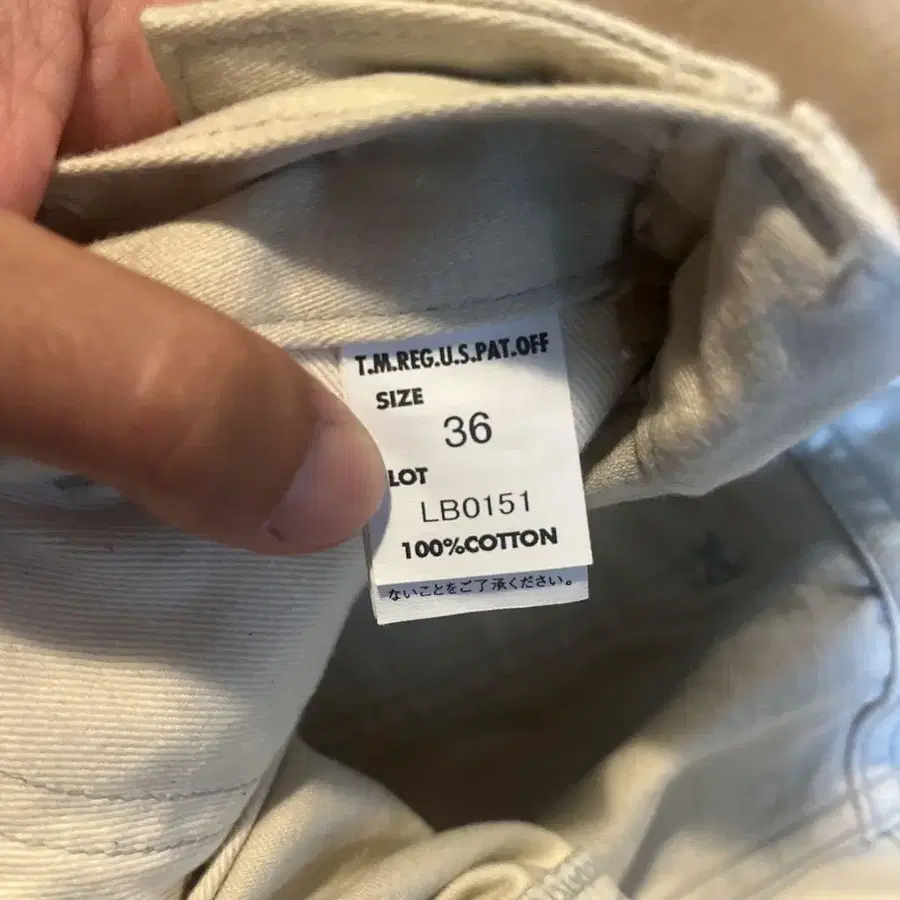 T.M.REG.U.S.PAT.OFF
SIZE
36
LOT
LB0151
100%COTTON
ないことをご了承ください。